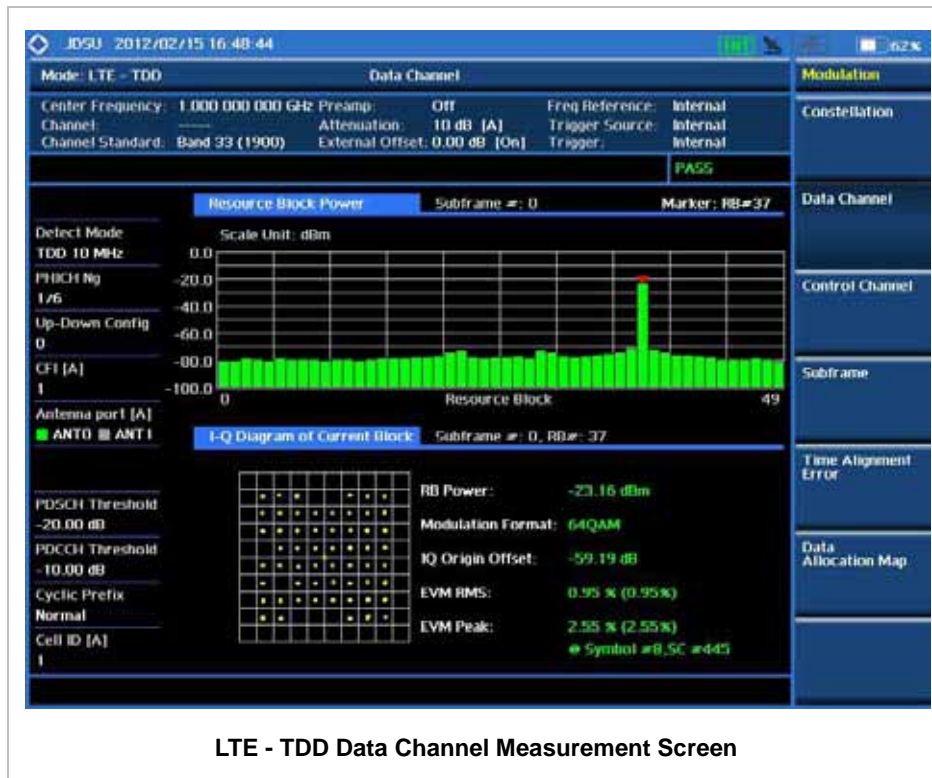 JDSU 2012/02/15 16:48:44
62%
Mode: LTE - TDD
Data Channel
Center Frequency: 1.000 000 000 GHz Preamp: Off Freq Reference: Internal
Channel: ----- Attenuation: 10 dB [A] Trigger Source: Internal
Channel Standard: Band 33 (1900) External Offset: 0.00 dB [On] Trigger: Internal
PASS
Resource Block Power Subframe #: 0 Marker: RB#37
Scale Unit: dBm
0.0
-20.0
-40.0
-60.0
-80.0
-100.0
0 Resource Block 49
Detect Mode
TDD 10 MHz
PHICH Ng
1/6
Up-Down Config
0
CFI [A]
1
Antenna port [A]
ANT0 ANT1
PDSCH Threshold
-20.00 dB
PDCCH Threshold
-10.00 dB
Cyclic Prefix
Normal
Cell ID [A]
1
I-Q Diagram of Current Block Subframe #: 0, RB#: 37
RB Power: -23.16 dBm
Modulation Format: 64QAM
IQ Origin Offset: -59.19 dB
EVM RMS: 0.95 % (0.95%)
EVM Peak: 2.55 % (2.55%)
Symbol #8,SC #445
Modulation
Constellation
Data Channel
Control Channel
Subframe
Time Alignment
Error
Data
Allocation Map
LTE - TDD Data Channel Measurement Screen